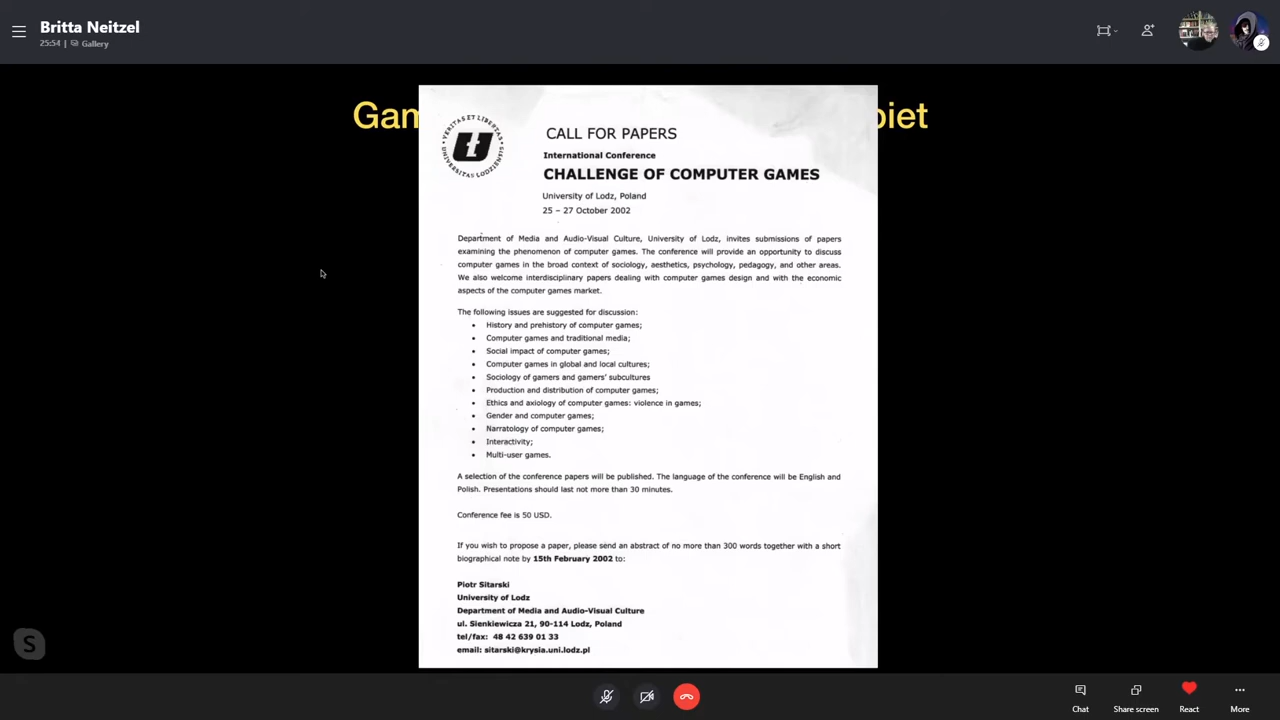 Britta Neitzel
25:54 | Gallery
Gam
biet
VERITAS ET LIBERTAS
UNIVERSITAS LODZIENSIS
CALL FOR PAPERS
International Conference
CHALLENGE OF COMPUTER GAMES
University of Lodz, Poland
25 – 27 October 2002
Department of Media and Audio-Visual Culture, University of Lodz, invites submissions of papers
examining the phenomenon of computer games. The conference will provide an opportunity to discuss
computer games in the broad context of sociology, aesthetics, psychology, pedagogy, and other areas.
We also welcome interdisciplinary papers dealing with computer games design and with the economic
aspects of the computer games market.
The following issues are suggested for discussion:
• History and prehistory of computer games;
• Computer games and traditional media;
• Social impact of computer games;
• Computer games in global and local cultures;
• Sociology of gamers and gamers' subcultures
• Production and distribution of computer games;
• Ethics and axiology of computer games: violence in games;
• Gender and computer games;
• Narratology of computer games;
• Interactivity;
• Multi-user games.
A selection of the conference papers will be published. The language of the conference will be English and
Polish. Presentations should last not more than 30 minutes.
Conference fee is 50 USD.
If you wish to propose a paper, please send an abstract of no more than 300 words together with a short
biographical note by 15th February 2002 to:
Piotr Sitarski
University of Lodz
Department of Media and Audio-Visual Culture
ul. Sienkiewicza 21, 90-114 Lodz, Poland
tel/fax: 48 42 639 01 33
email: sitarski@krysia.uni.lodz.pl
S
Chat
Share screen
React
More